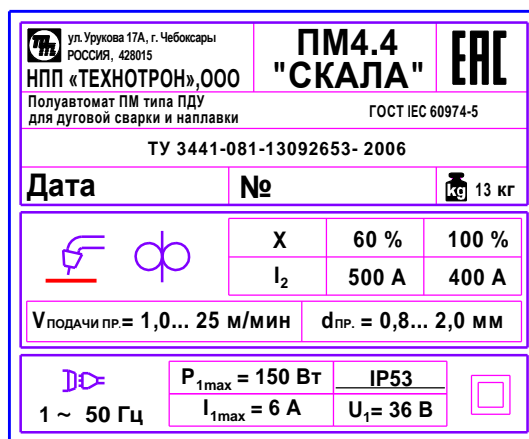 ул. Урукова 17А, г. Чебоксары
РОССИЯ, 428015
НПП «ТЕХНОТРОН»,ООО
ПМ4.4
"СКАЛА"
ЕАС
Полуавтомат ПМ типа ПДУ
для дуговой сварки и наплавки
ГОСТ IEC 60974-5
ТУ 3441-081-13092653- 2006
Дата
№
kg 13 кг
X 60 % 100 %
I2 500 А 400 А
VПОДАЧИ ПР.= 1,0... 25 м/мин
dПР. = 0,8... 2,0 мм
1 ~ 50 Гц
P1max = 150 Вт
IP53
I1max = 6 А
U1= 36 В